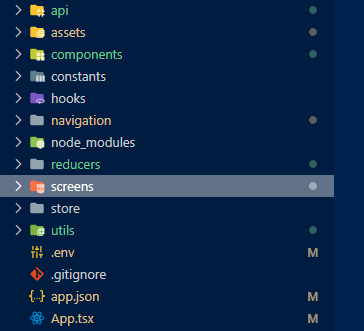 api
assets
components
constants
hooks
navigation
node_modules
reducers
screens
store
utils
.env M
.gitignore
app.json M
App.tsx M